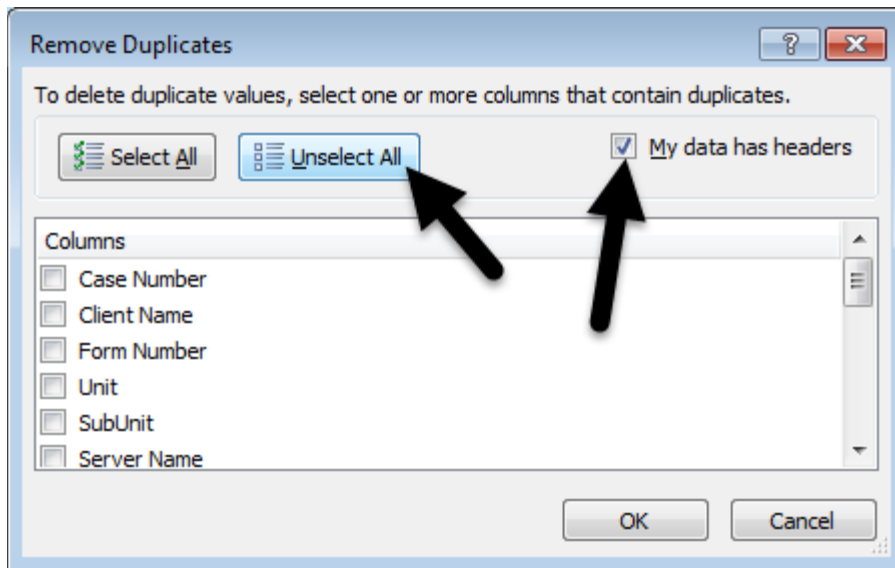 Remove Duplicates
To delete duplicate values, select one or more columns that contain duplicates.
Select All Unselect All My data has headers
Columns
Case Number
Client Name
Form Number
Unit
SubUnit
Server Name
OK Cancel